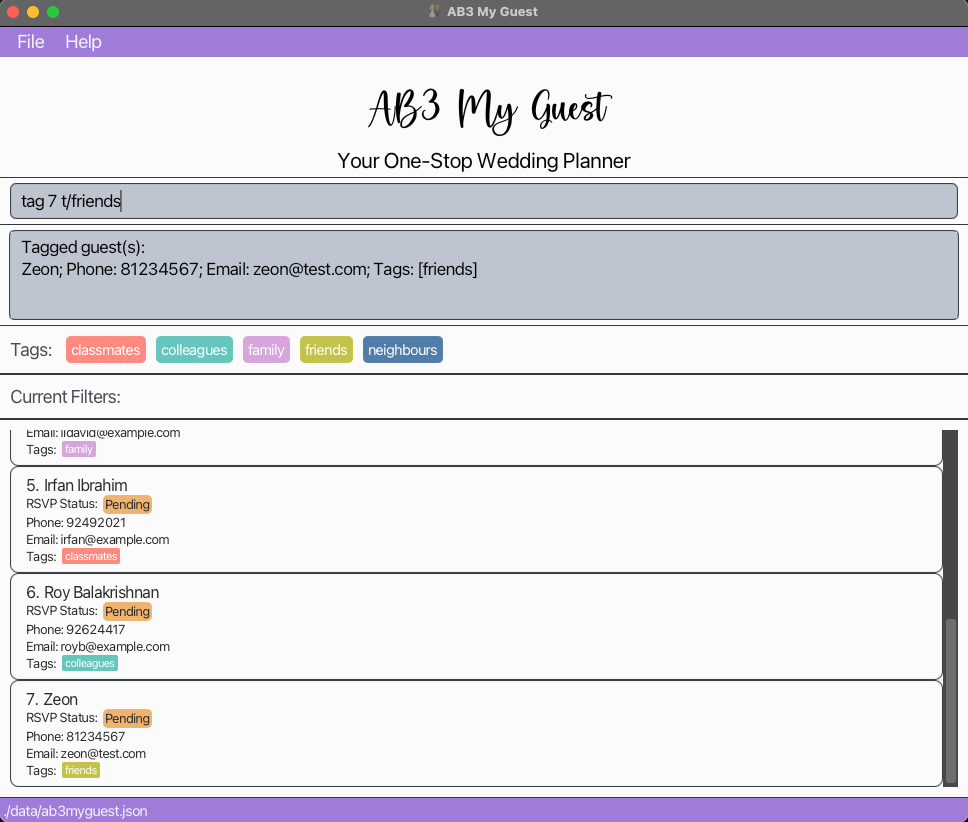 AB3 My Guest
File Help
AB3 My Guest
Your One-Stop Wedding Planner
tag 7 t/friends
Tagged guest(s):
Zeon; Phone: 81234567; Email: zeon@test.com; Tags: [friends]
Tags: classmates colleagues family friends neighbours
Current Filters:
Email: lidavid@example.com
Tags: family
5. Irfan Ibrahim
RSVP Status: Pending
Phone: 92492021
Email: irfan@example.com
Tags: classmates
6. Roy Balakrishnan
RSVP Status: Pending
Phone: 92624417
Email: royb@example.com
Tags: colleagues
7. Zeon
RSVP Status: Pending
Phone: 81234567
Email: zeon@test.com
Tags: friends
./data/ab3myguest.json